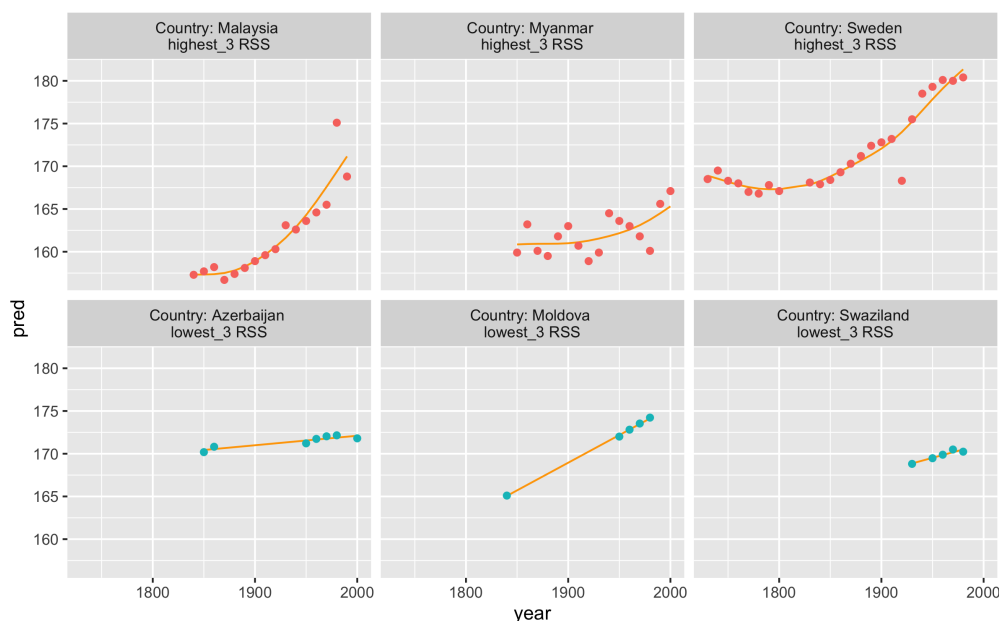 Country: Malaysia
highest_3 RSS
Country: Myanmar
highest_3 RSS
Country: Sweden
highest_3 RSS
180
175
170
165
160
Country: Azerbaijan
lowest_3 RSS
Country: Moldova
lowest_3 RSS
Country: Swaziland
lowest_3 RSS
180
175
170
165
160
pred
1800 1900 2000 1800 1900 2000 1800 1900 2000
year